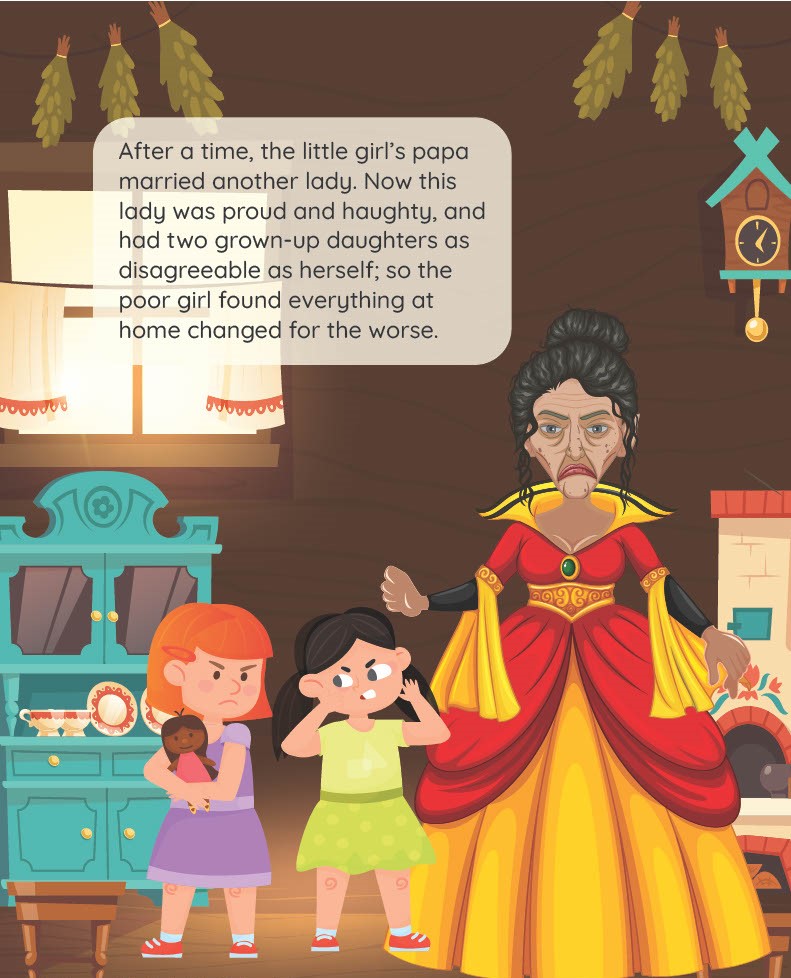 After a time, the little girl’s papa
married another lady. Now this
lady was proud and haughty, and
had two grown-up daughters as
disagreeable as herself; so the
poor girl found everything at
home changed for the worse.